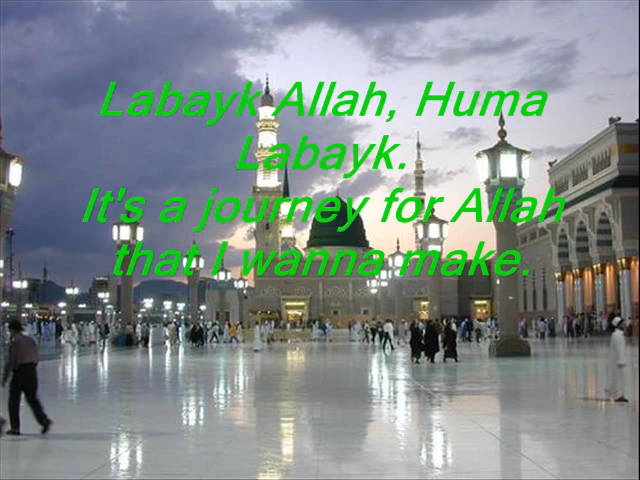 Labayk Allah, Huma
Labayk.
It's a journey for Allah
that I wanna make.